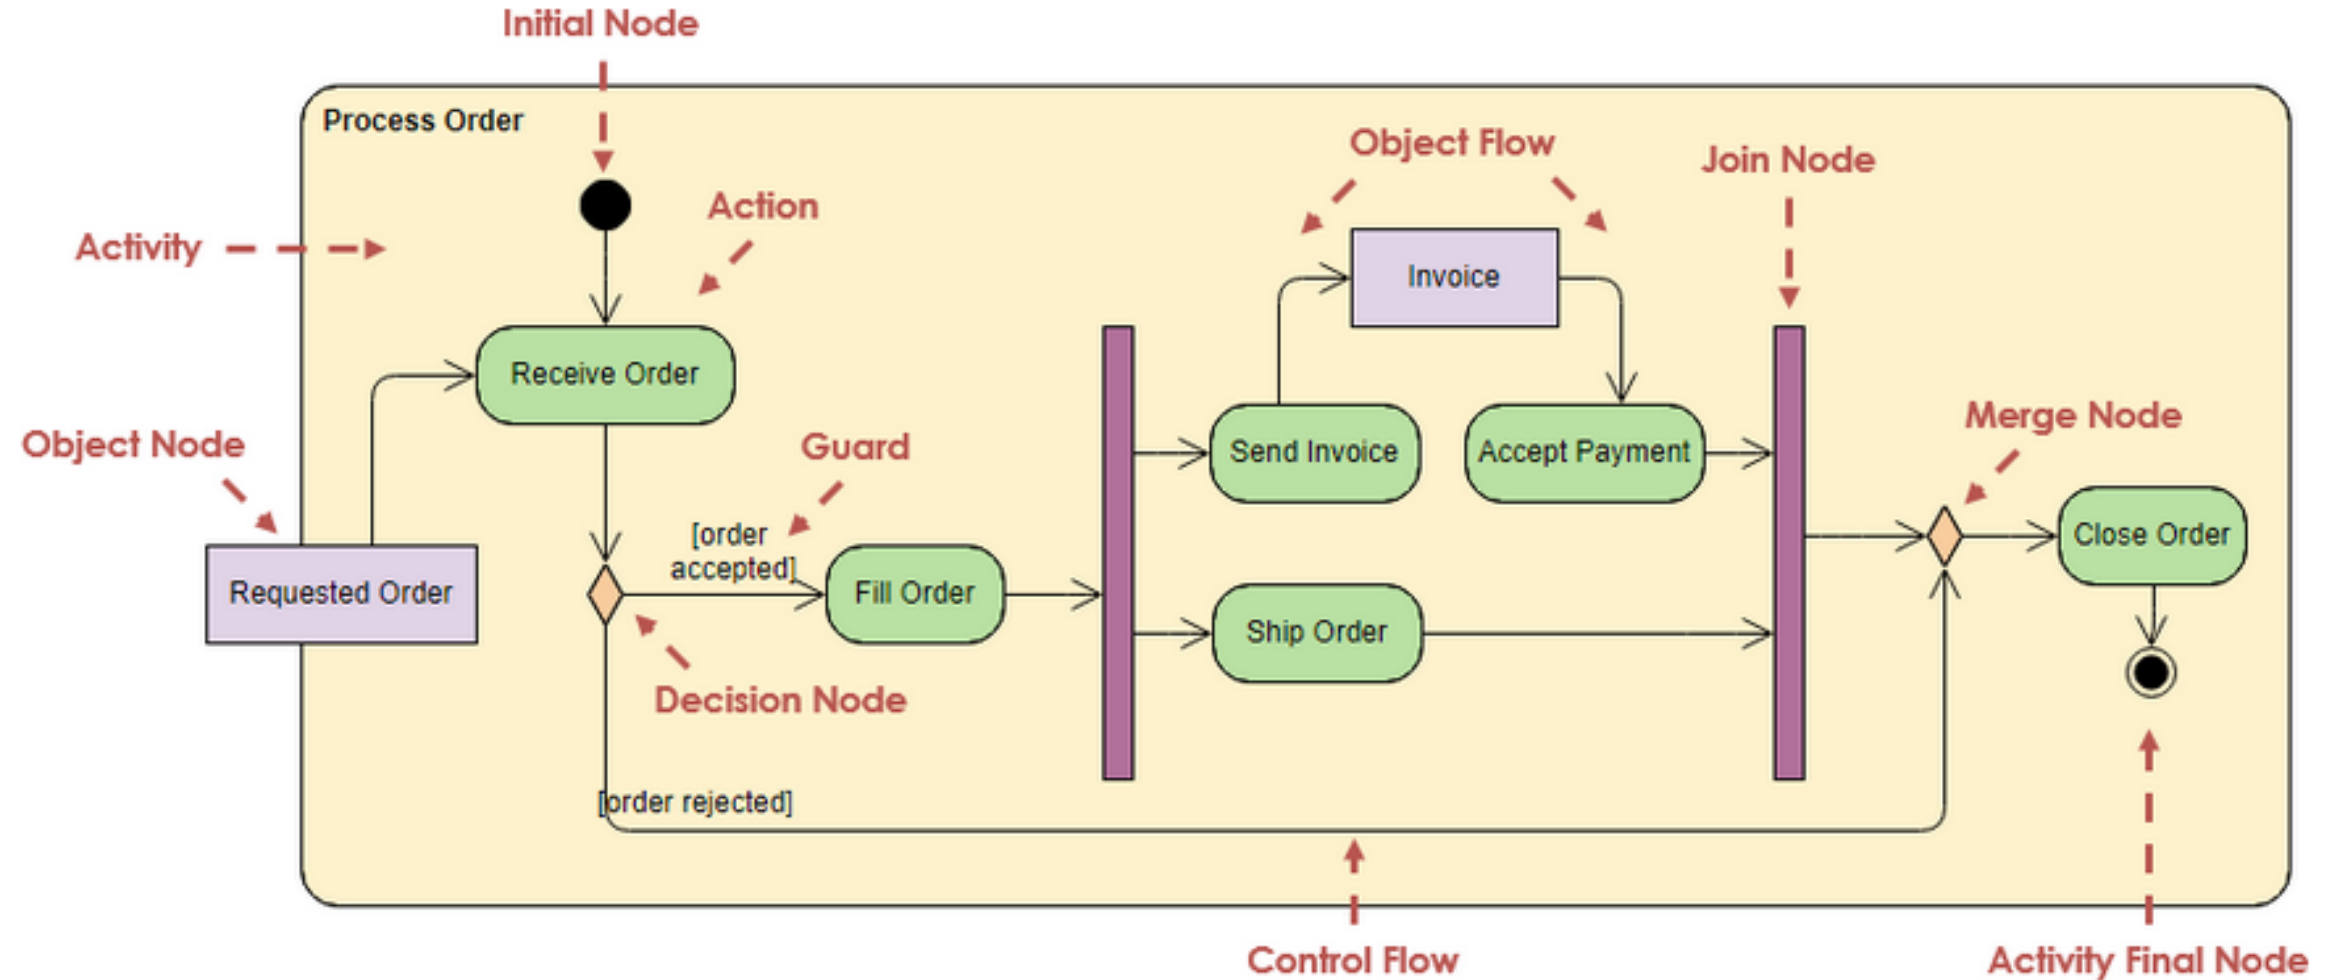 Initial Node
Process Order
Object Flow
Join Node
Action
Activity
Invoice
Receive Order
Merge Node
Object Node
Guard
Send Invoice
Accept Payment
[order
accepted]
Close Order
Requested Order
Fill Order
Ship Order
Decision Node
[order rejected]
Control Flow
Activity Final Node